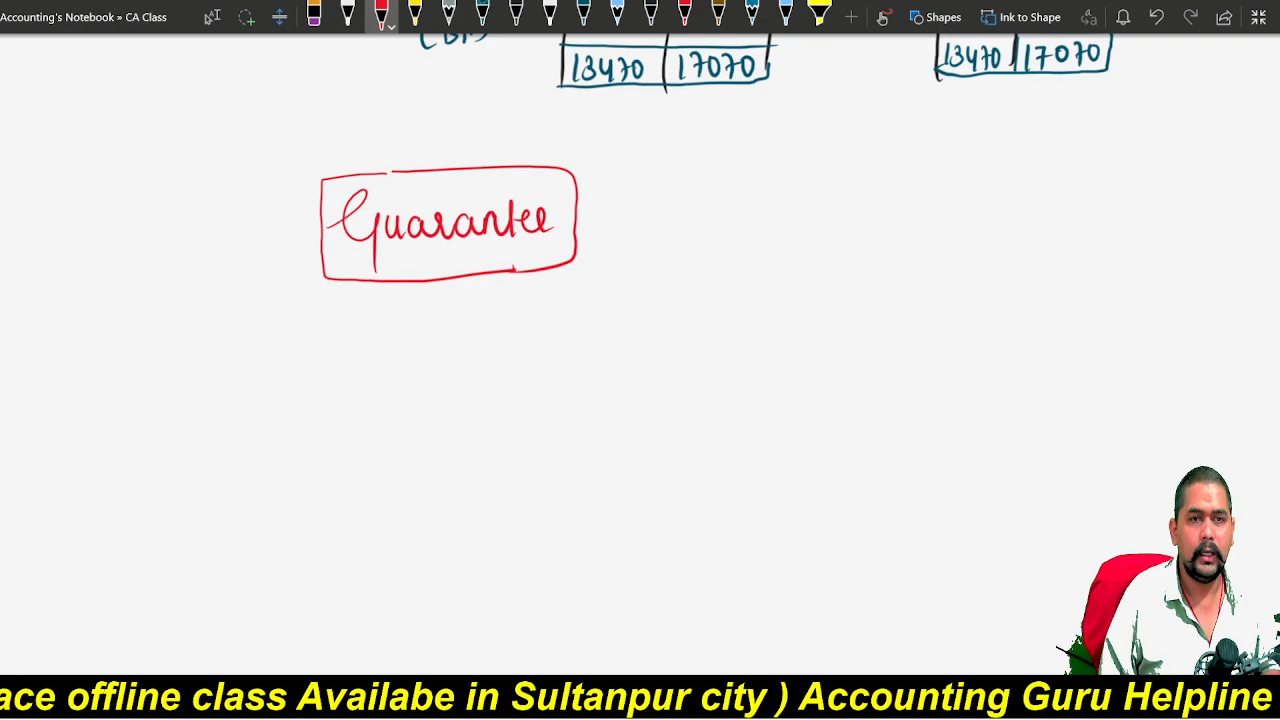 Accounting's Notebook » CA Class
Shapes
Ink to Shape
13470 17070
13470 17070
Guarantee
ace offline class Availabe in Sultanpur city ) Accounting Guru Helpline